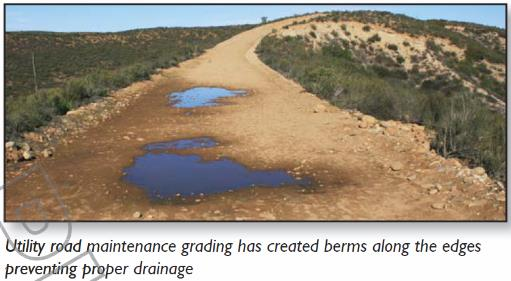 Utility road maintenance grading has created berms along the edges
preventing proper drainage